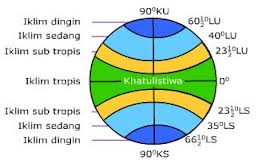 90⁰KU
Iklim dingin 60½⁰LU
Iklim sedang 40⁰LU
Iklim sub tropis 23½⁰LU
Iklim tropis Khatulistiwa 0⁰
Iklim sub tropis 23½⁰LS
Iklim sedang 35⁰LS
Iklim dingin 66½⁰LS
90⁰KS